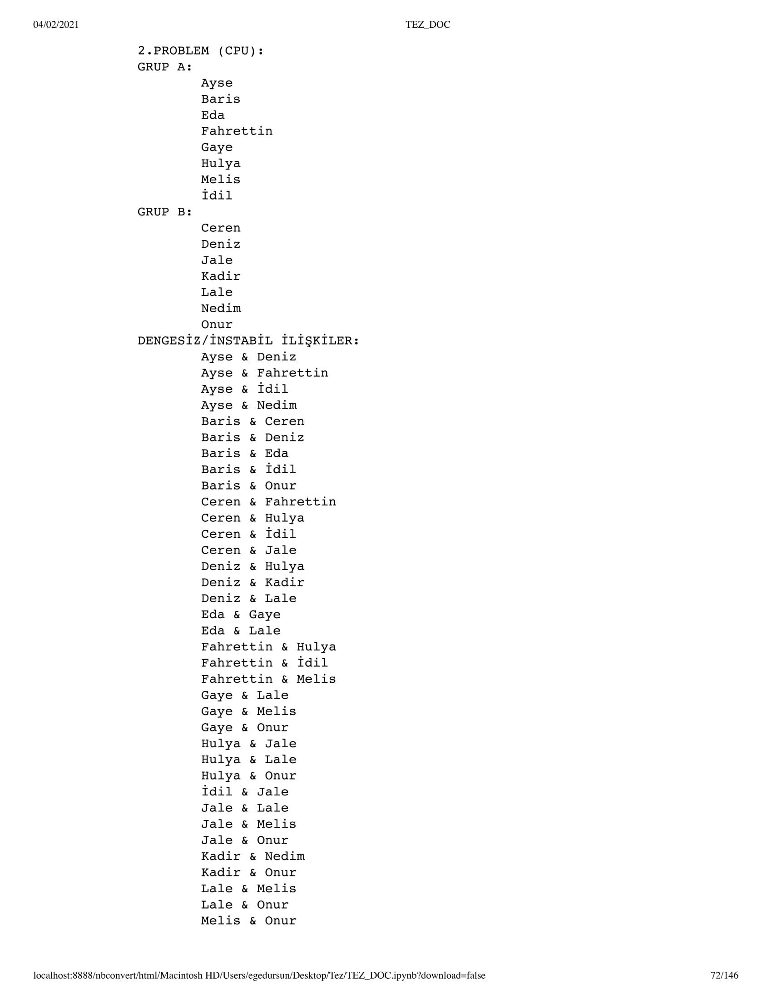 04/02/2021 TEZ_DOC
2.PROBLEM (CPU):
GRUP A:
Ayse
Baris
Eda
Fahrettin
Gaye
Hulya
Melis
İdil
GRUP B:
Ceren
Deniz
Jale
Kadir
Lale
Nedim
Onur
DENGESİZ/İNSTABİL İLİŞKİLER:
Ayse & Deniz
Ayse & Fahrettin
Ayse & İdil
Ayse & Nedim
Baris & Ceren
Baris & Deniz
Baris & Eda
Baris & İdil
Baris & Onur
Ceren & Fahrettin
Ceren & Hulya
Ceren & İdil
Ceren & Jale
Deniz & Hulya
Deniz & Kadir
Deniz & Lale
Eda & Gaye
Eda & Lale
Fahrettin & Hulya
Fahrettin & İdil
Fahrettin & Melis
Gaye & Lale
Gaye & Melis
Gaye & Onur
Hulya & Jale
Hulya & Lale
Hulya & Onur
İdil & Jale
Jale & Lale
Jale & Melis
Jale & Onur
Kadir & Nedim
Kadir & Onur
Lale & Melis
Lale & Onur
Melis & Onur
localhost:8888/nbconvert/html/Macintosh HD/Users/egedursun/Desktop/Tez/TEZ_DOC.ipynb?download=false 72/146